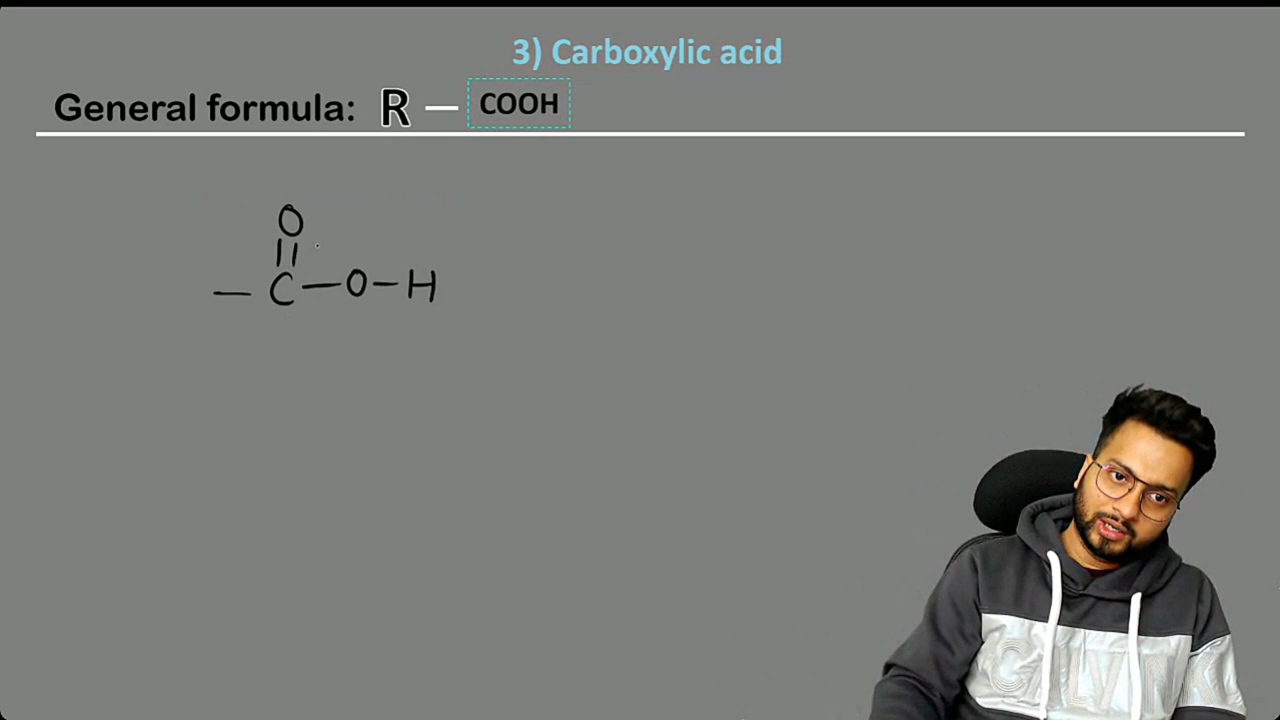 3) Carboxylic acid
General formula: R — COOH
O
||
— C — O — H